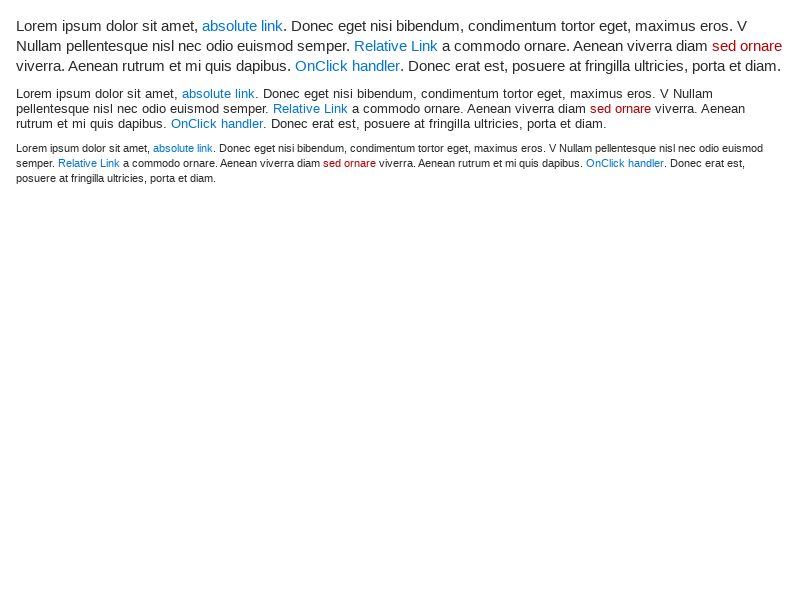 Lorem ipsum dolor sit amet, absolute link. Donec eget nisi bibendum, condimentum tortor eget, maximus eros. V
Nullam pellentesque nisl nec odio euismod semper. Relative Link a commodo ornare. Aenean viverra diam sed ornare
viverra. Aenean rutrum et mi quis dapibus. OnClick handler. Donec erat est, posuere at fringilla ultricies, porta et diam.
Lorem ipsum dolor sit amet, absolute link. Donec eget nisi bibendum, condimentum tortor eget, maximus eros. V Nullam
pellentesque nisl nec odio euismod semper. Relative Link a commodo ornare. Aenean viverra diam sed ornare viverra. Aenean
rutrum et mi quis dapibus. OnClick handler. Donec erat est, posuere at fringilla ultricies, porta et diam.
Lorem ipsum dolor sit amet, absolute link. Donec eget nisi bibendum, condimentum tortor eget, maximus eros. V Nullam pellentesque nisl nec odio euismod
semper. Relative Link a commodo ornare. Aenean viverra diam sed ornare viverra. Aenean rutrum et mi quis dapibus. OnClick handler. Donec erat est,
posuere at fringilla ultricies, porta et diam.